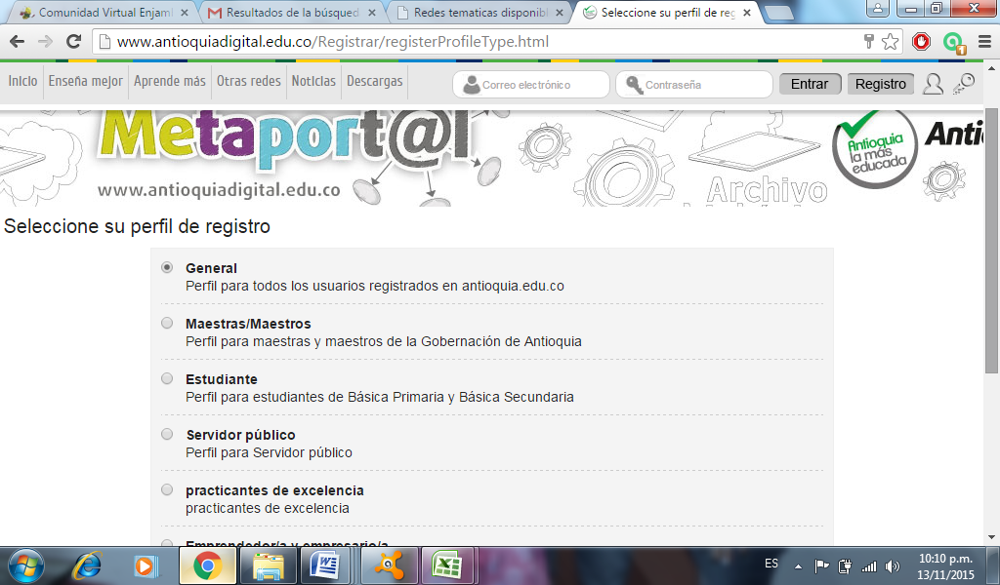 Comunidad Virtual Enjam
Resultados de la búsqued
Redes tematicas disponibl
Seleccione su perfil de reg
www.antioquiadigital.edu.co/Registrar/registerProfileType.html
1
Inicio
Enseña mejor
Aprende más
Otras redes
Noticias
Descargas
Correo electrónico
Contraseña
Entrar
Registro
Metaport@l
www.antioquiadigital.edu.co
Archivo
Antioquia
la más
educada
Antio
Seleccione su perfil de registro
General
Perfil para todos los usuarios registrados en antioquia.edu.co
Maestras/Maestros
Perfil para maestras y maestros de la Gobernación de Antioquia
Estudiante
Perfil para estudiantes de Básica Primaria y Básica Secundaria
Servidor público
Perfil para Servidor público
practicantes de excelencia
practicantes de excelencia
Emprendedor/a y empresario/a
ES
10:10 p.m.
13/11/2015